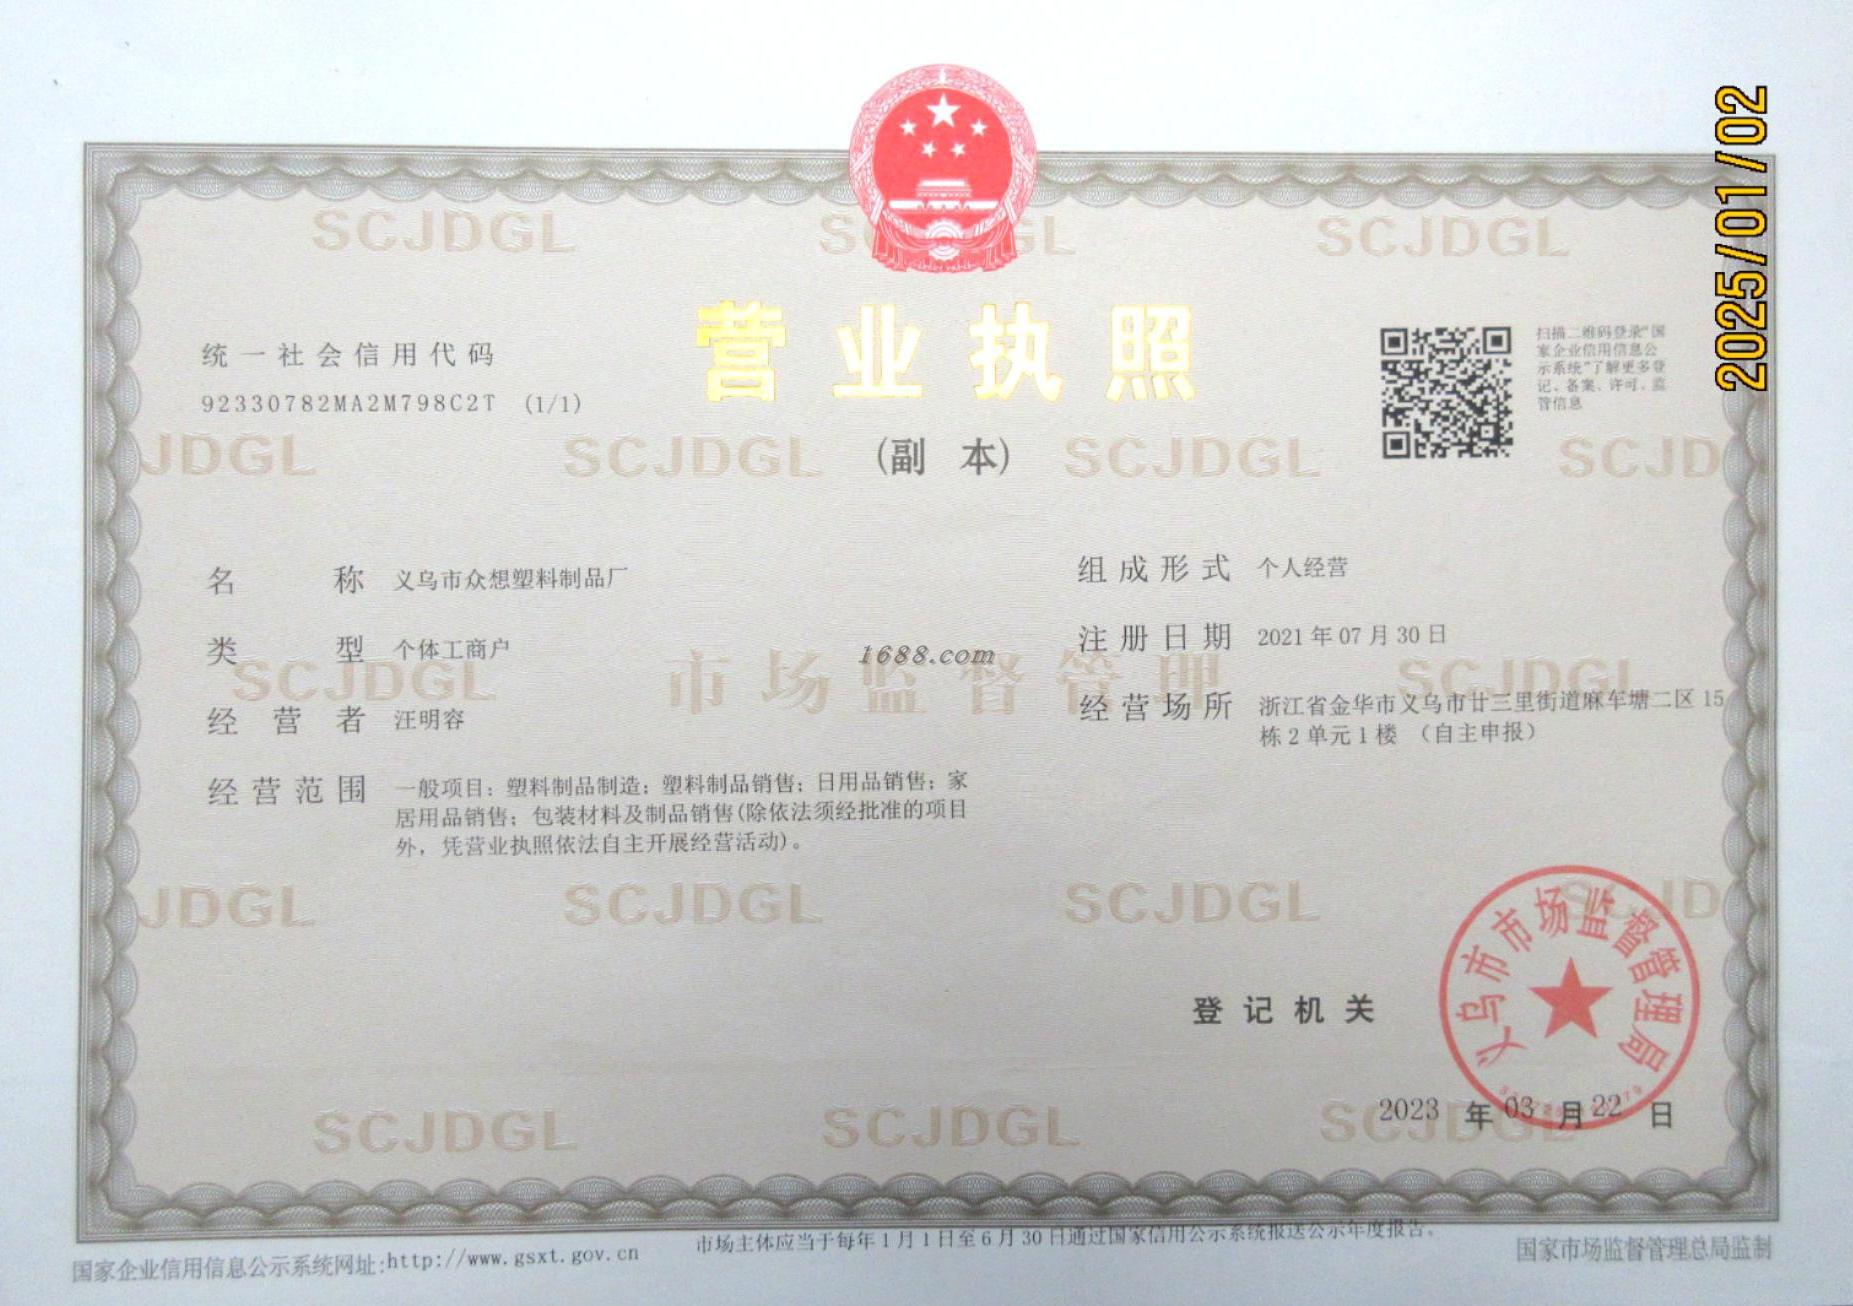 2025/01/02
营业执照
(副 本)
统一社会信用代码
92330782MA2M798C2T (1/1)
扫描二维码登录“国
家企业信用信息公
示系统”了解更多登
记、备案、许可、监
管信息
名 称 义乌市众想塑料制品厂
类 型 个体工商户
经 营 者 汪明容
经营范围 一般项目：塑料制品制造；塑料制品销售；日用品销售；家
居用品销售；包装材料及制品销售(除依法须经批准的项目
外，凭营业执照依法自主开展经营活动)。
组成形式 个人经营
注册日期 2021年07月30日
经营场所 浙江省金华市义乌市廿三里街道麻车塘二区15
栋2单元1楼 （自主申报）
1688.com
市场监督管理
SCJDGL
登记机关
义乌市市场监督管理局
2023 年 03 月 22 日
国家企业信用信息公示系统网址:http://www.gsxt.gov.cn
市场主体应当于每年1月1日至6月30日通过国家信用公示系统报送公示年度报告。
国家市场监督管理总局监制